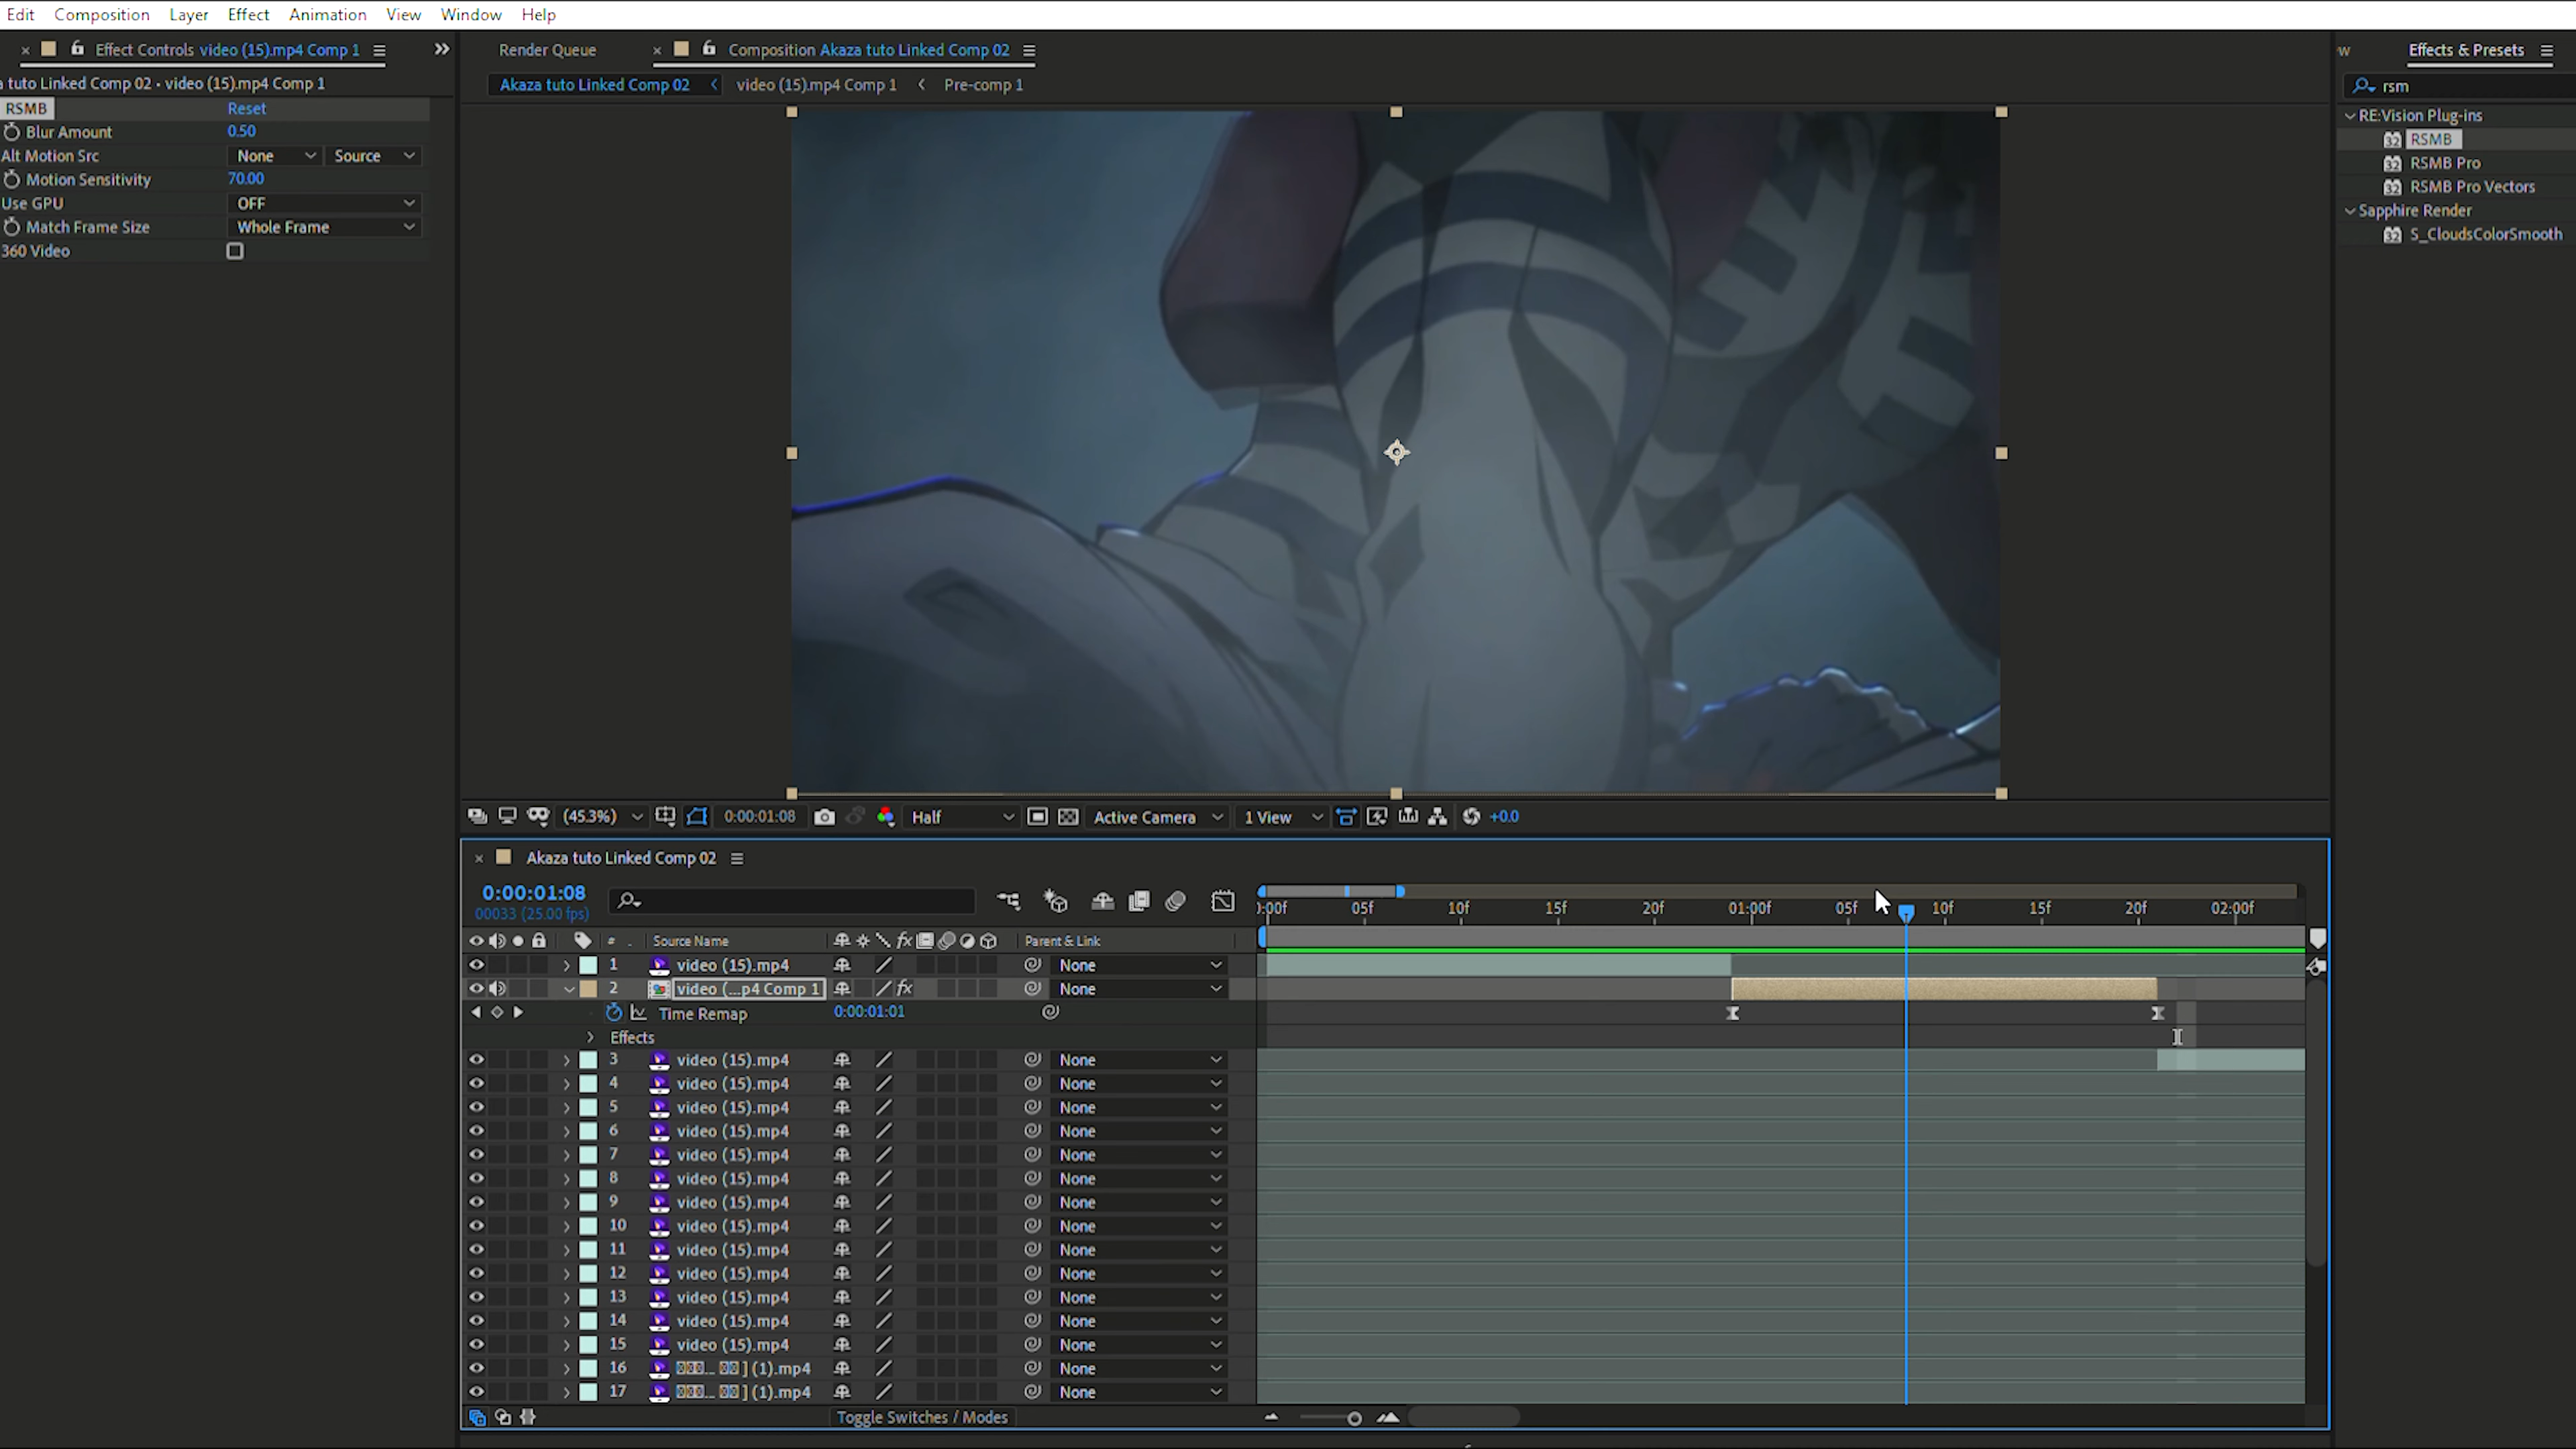 Edit Composition Layer Effect Animation View Window Help
Effect Controls video (15).mp4 Comp 1
a tuto Linked Comp 02 • video (15).mp4 Comp 1
RSMB Reset
Blur Amount 0.50
Alt Motion Src None Source
Motion Sensitivity 70.00
Use GPU OFF
Match Frame Size Whole Frame
360 Video
Render Queue Composition Akaza tuto Linked Comp 02
Akaza tuto Linked Comp 02 video (15).mp4 Comp 1 Pre-comp 1
w Effects & Presets
rsm
RE:Vision Plug-ins
32 RSMB
32 RSMB Pro
32 RSMB Pro Vectors
Sapphire Render
32 S_CloudsColorSmooth
(45.3%) 0:00:01:08 Half Active Camera 1 View +0.0
Akaza tuto Linked Comp 02
0:00:01:08
00033 (25.00 fps)
):00f 05f 10f 15f 20f 01:00f 05f 10f 15f 20f 02:00f
# . Source Name fx Parent & Link
1 video (15).mp4 None
2 video (...p4 Comp 1 fx None
Time Remap 0:00:01:01
Effects
3 video (15).mp4 None
4 video (15).mp4 None
5 video (15).mp4 None
6 video (15).mp4 None
7 video (15).mp4 None
8 video (15).mp4 None
9 video (15).mp4 None
10 video (15).mp4 None
11 video (15).mp4 None
12 video (15).mp4 None
13 video (15).mp4 None
14 video (15).mp4 None
15 video (15).mp4 None
16 ... ](1).mp4 None
17 ... ](1).mp4 None
Toggle Switches / Modes